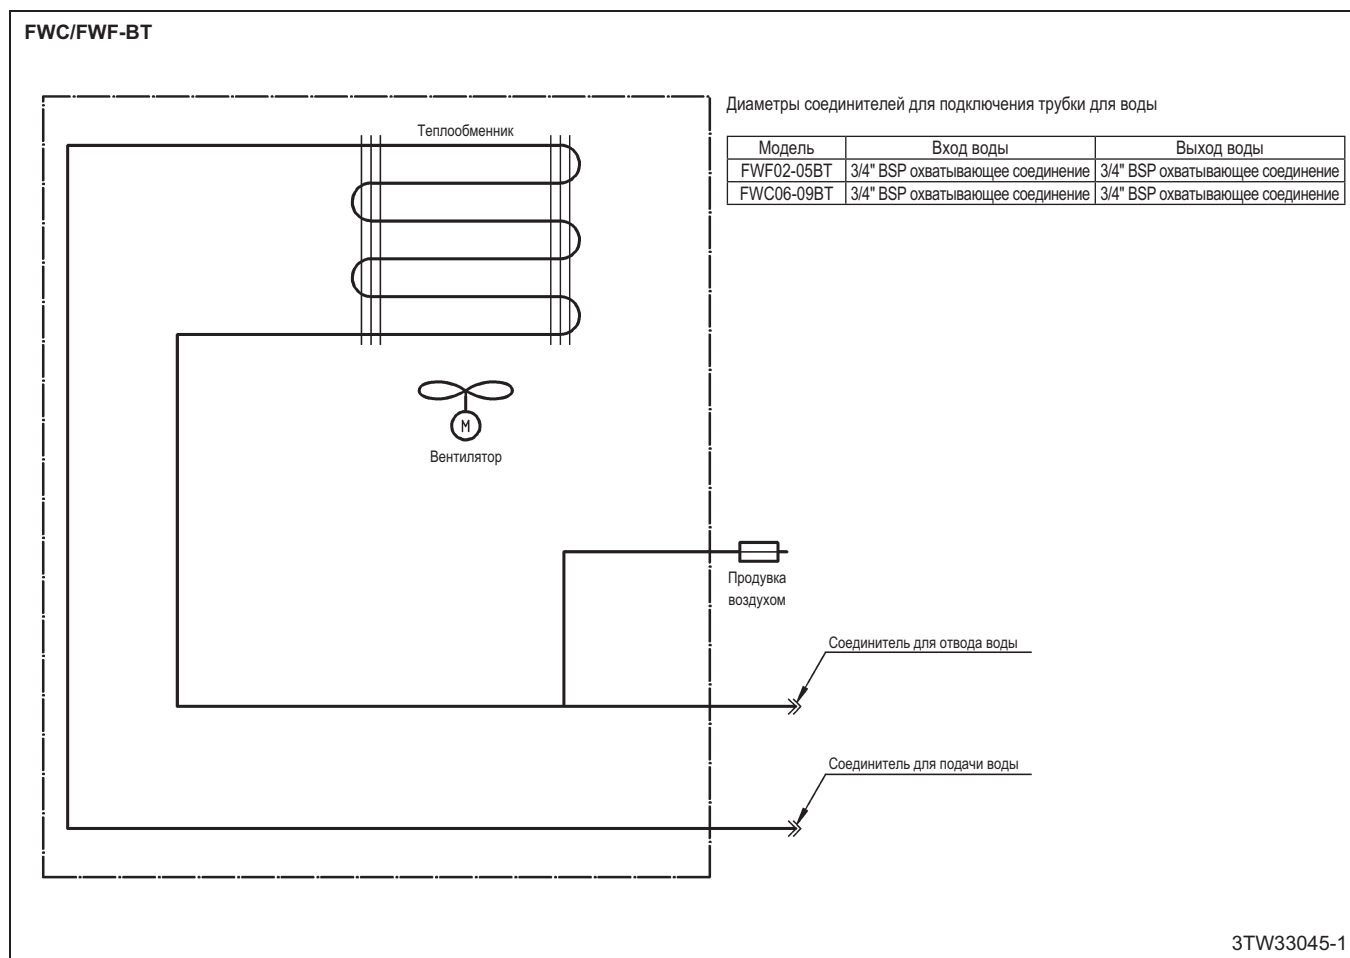 FWC/FWF-BT
Диаметры соединителей для подключения трубки для воды
Теплообменник
Модель Вход воды Выход воды
FWF02-05BT 3/4" BSP охватывающее соединение 3/4" BSP охватывающее соединение
FWC06-09BT 3/4" BSP охватывающее соединение 3/4" BSP охватывающее соединение
M
Вентилятор
Продувка
воздухом
Соединитель для отвода воды
Соединитель для подачи воды
3TW33045-1